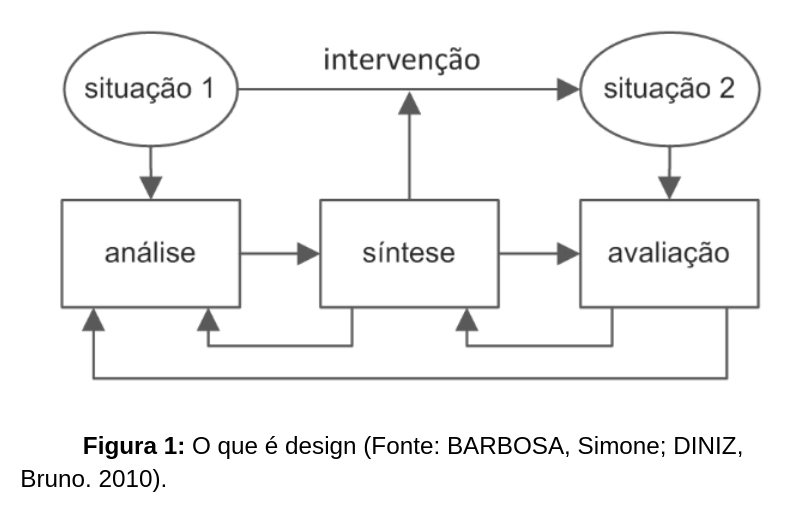 intervenção
situação 1
situação 2
análise
síntese
avaliação
Figura 1: O que é design (Fonte: BARBOSA, Simone; DINIZ,
Bruno. 2010).